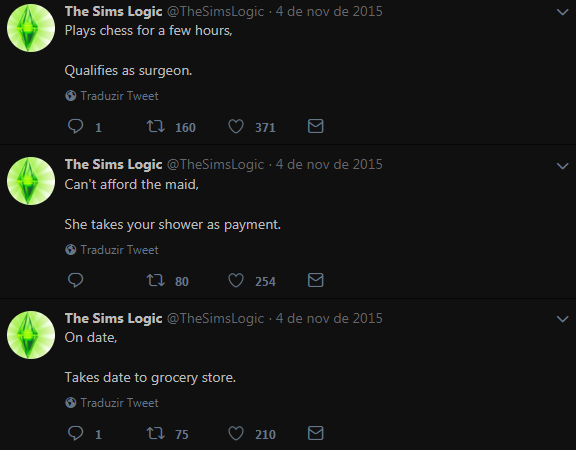 The Sims Logic @TheSimsLogic · 4 de nov de 2015
Plays chess for a few hours,
Qualifies as surgeon.
Traduzir Tweet
1 160 371
The Sims Logic @TheSimsLogic · 4 de nov de 2015
Can't afford the maid,
She takes your shower as payment.
Traduzir Tweet
80 254
The Sims Logic @TheSimsLogic · 4 de nov de 2015
On date,
Takes date to grocery store.
Traduzir Tweet
1 75 210